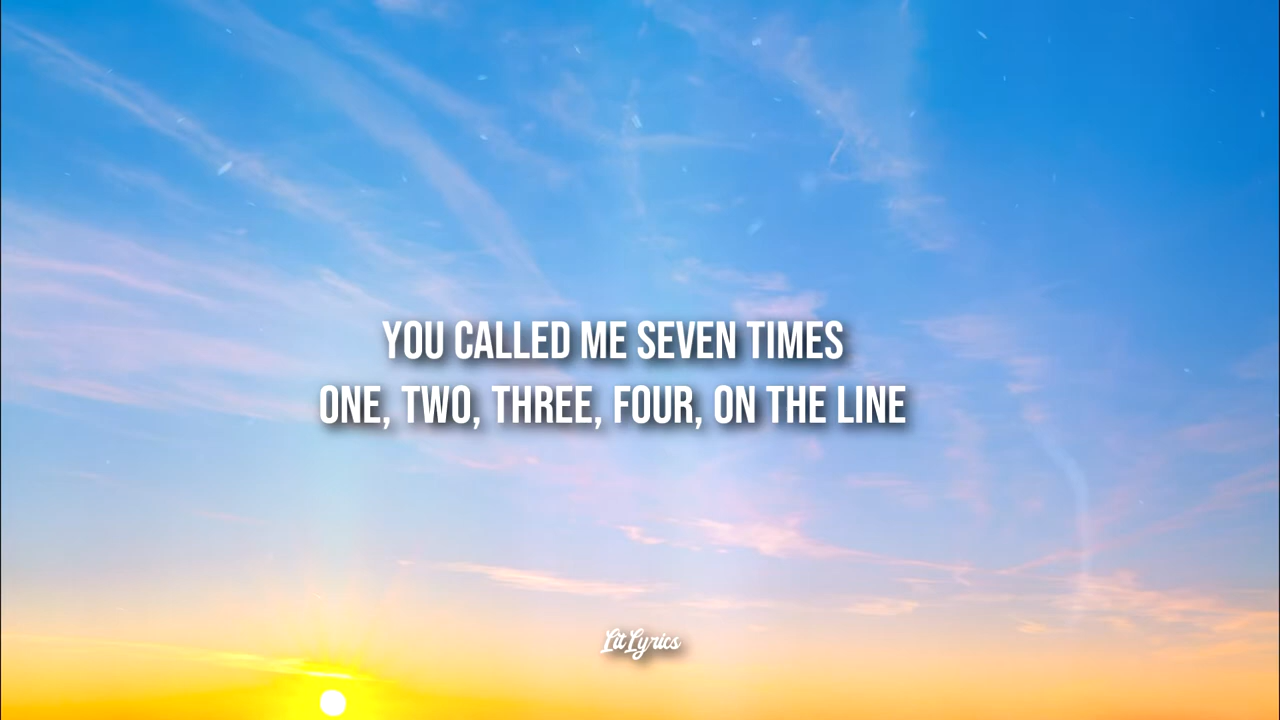 YOU CALLED ME SEVEN TIMES
ONE, TWO, THREE, FOUR, ON THE LINE
LitLyrics